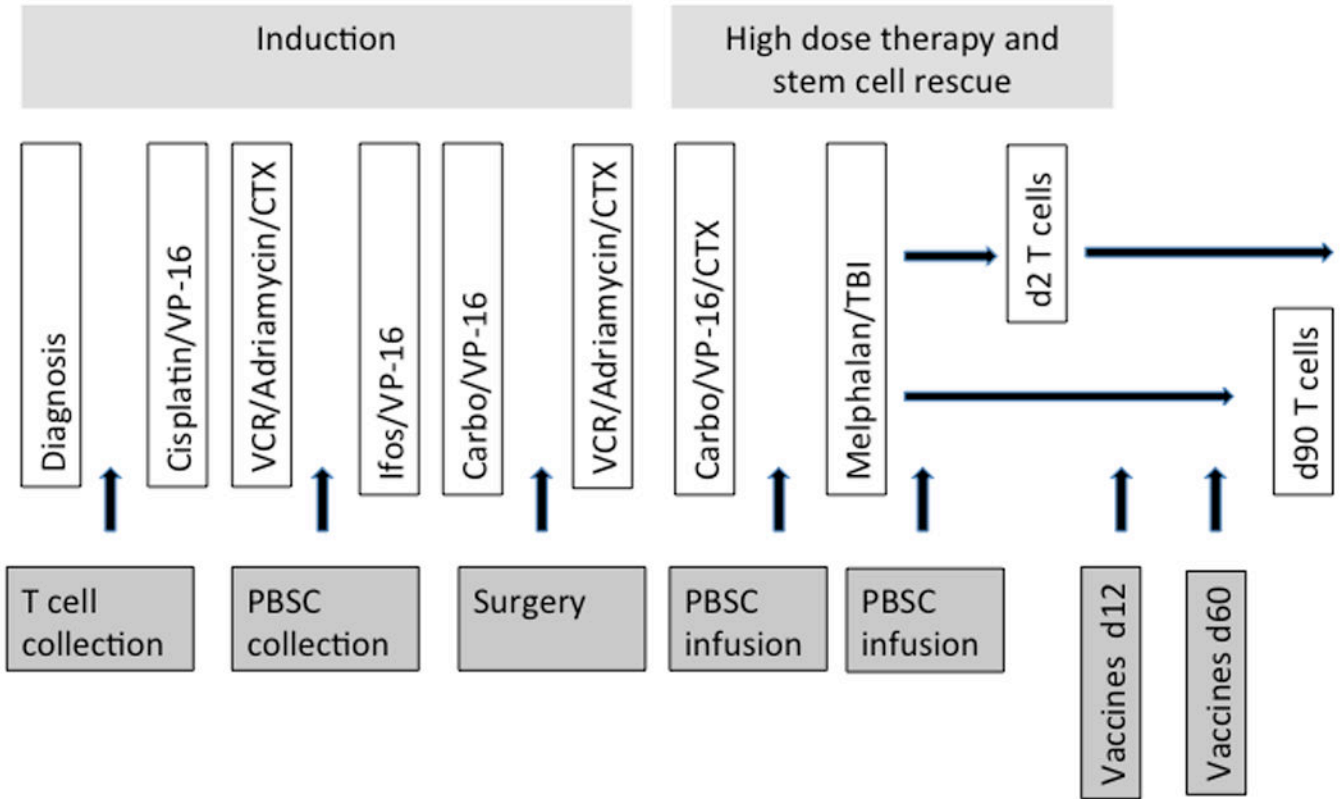 Induction
High dose therapy and
stem cell rescue
Diagnosis
Cisplatin/VP-16
VCR/Adriamycin/CTX
Ifos/VP-16
Carbo/VP-16
VCR/Adriamycin/CTX
Carbo/VP-16/CTX
Melphalan/TBI
d2 T cells
d90 T cells
T cell
collection
PBSC
collection
Surgery
PBSC
infusion
PBSC
infusion
Vaccines d12
Vaccines d60